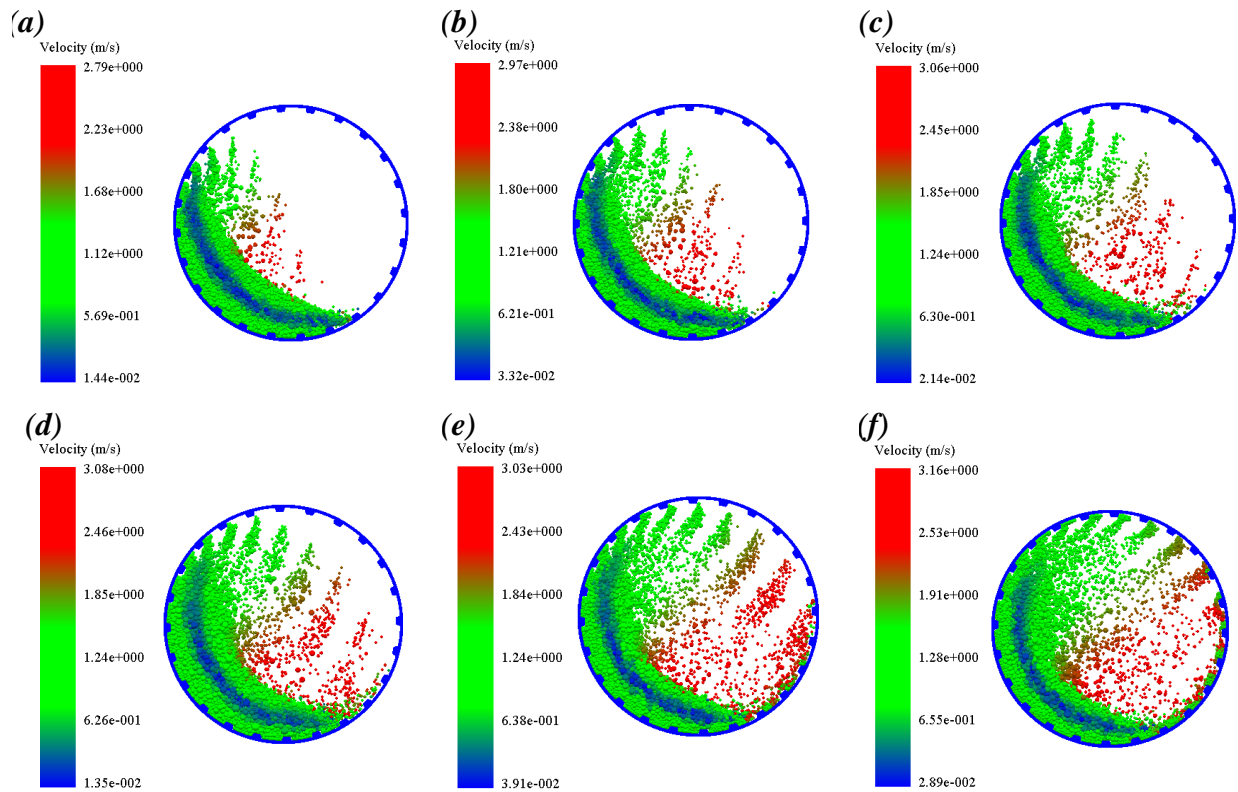 (a)
Velocity (m/s)
2.79e+000
2.23e+000
1.68e+000
1.12e+000
5.69e-001
1.44e-002
(b)
Velocity (m/s)
2.97e+000
2.38e+000
1.80e+000
1.21e+000
6.21e-001
3.32e-002
(c)
Velocity (m/s)
3.06e+000
2.45e+000
1.85e+000
1.24e+000
6.30e-001
2.14e-002
(d)
Velocity (m/s)
3.08e+000
2.46e+000
1.85e+000
1.24e+000
6.26e-001
1.35e-002
(e)
Velocity (m/s)
3.03e+000
2.43e+000
1.84e+000
1.24e+000
6.38e-001
3.91e-002
(f)
Velocity (m/s)
3.16e+000
2.53e+000
1.91e+000
1.28e+000
6.55e-001
2.89e-002